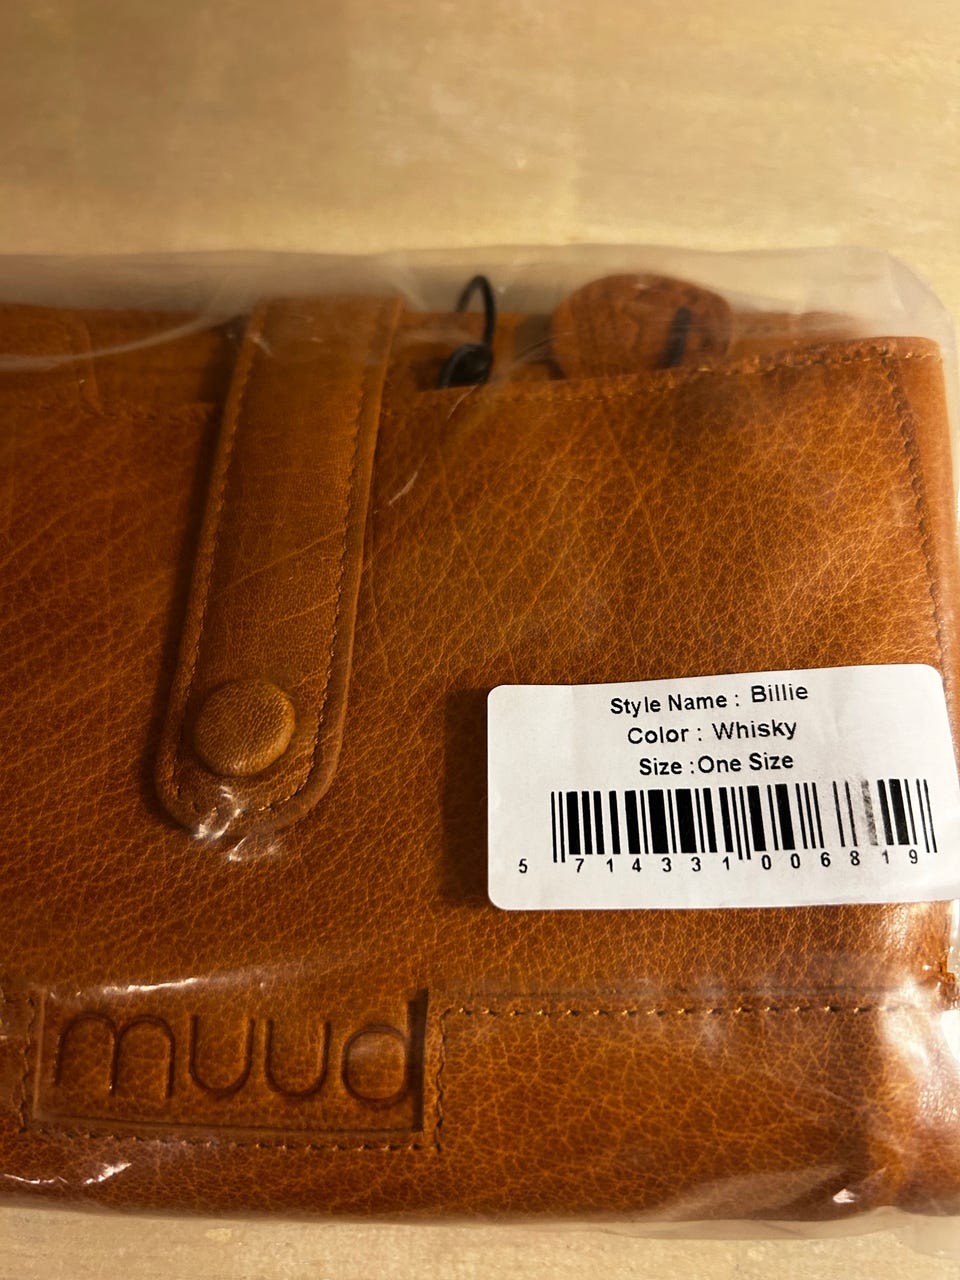 Style Name : Billie
Color : Whisky
Size :One Size
5 714331 006819
muud